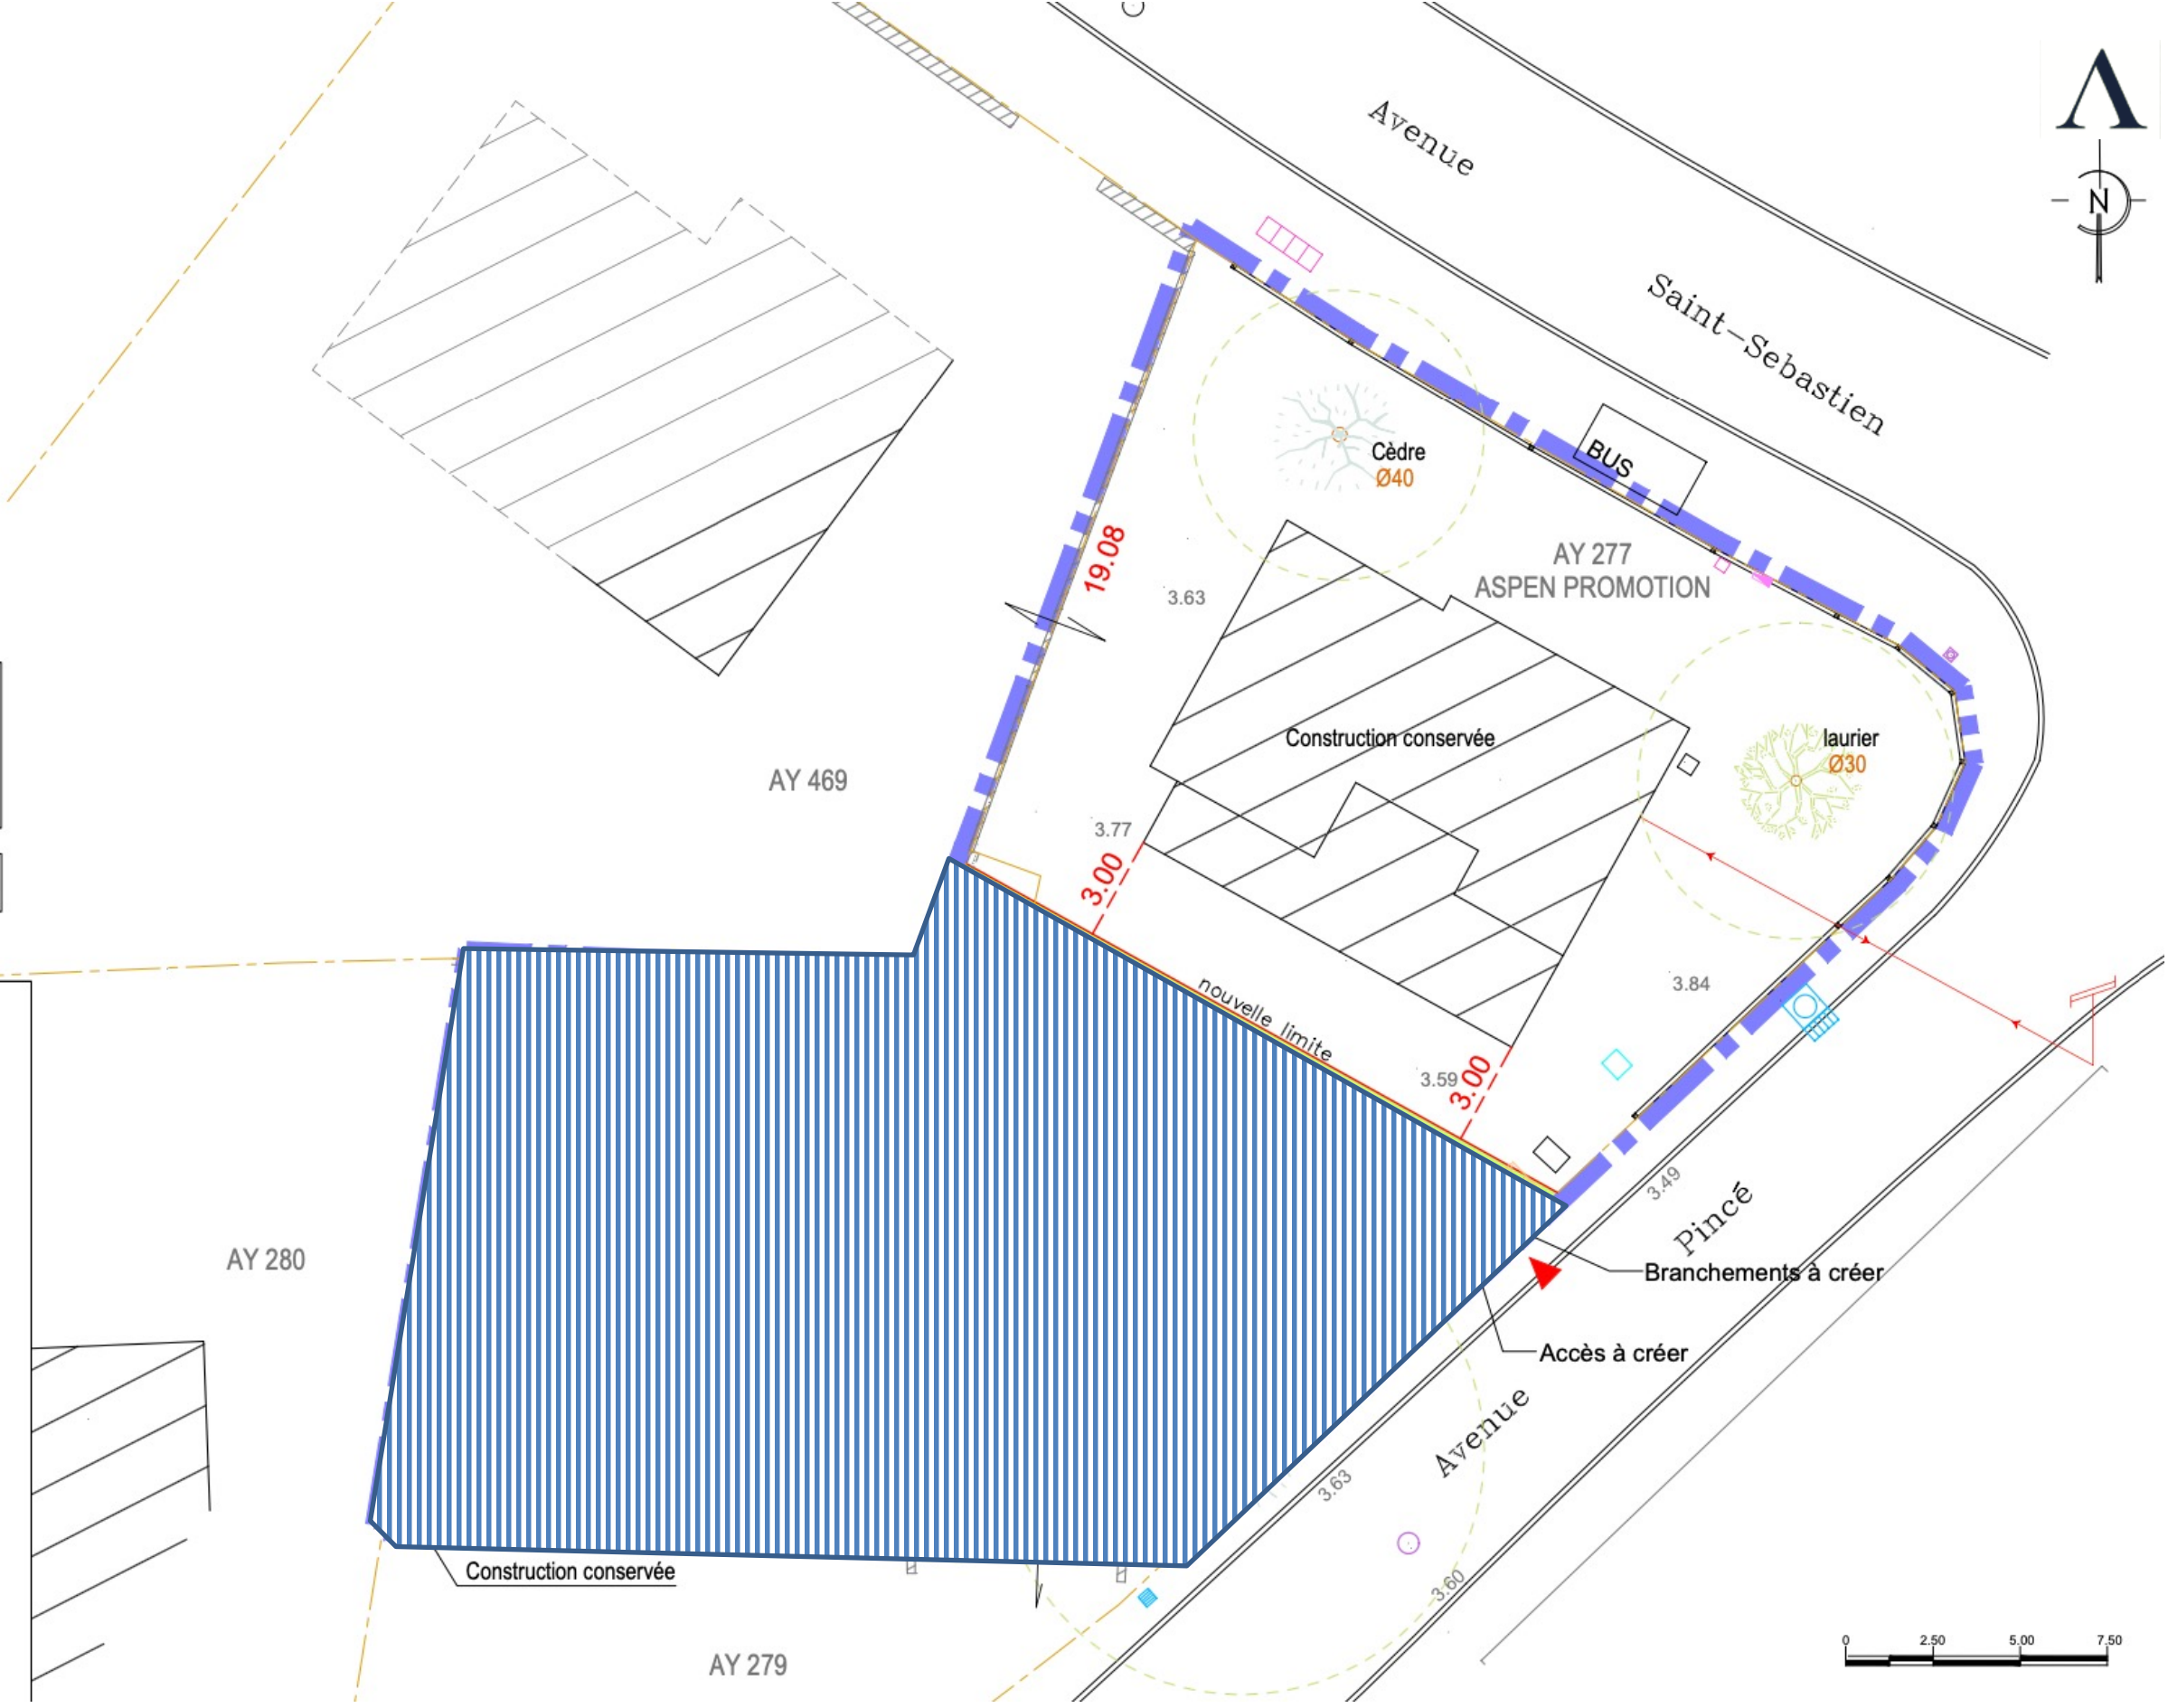 Avenue
N
Saint-Sebastien
BUS
Cèdre
Ø40
19.08
AY 277
ASPEN PROMOTION
3.63
Construction conservée
laurier
Ø30
AY 469
3.77
3.00
3.84
nouvelle limite
3.59
3.00
3.49
Pincé
AY 280
Branchements à créer
Accès à créer
Avenue
3.63
Construction conservée
3.60
AY 279
0 2.50 5.00 7.50